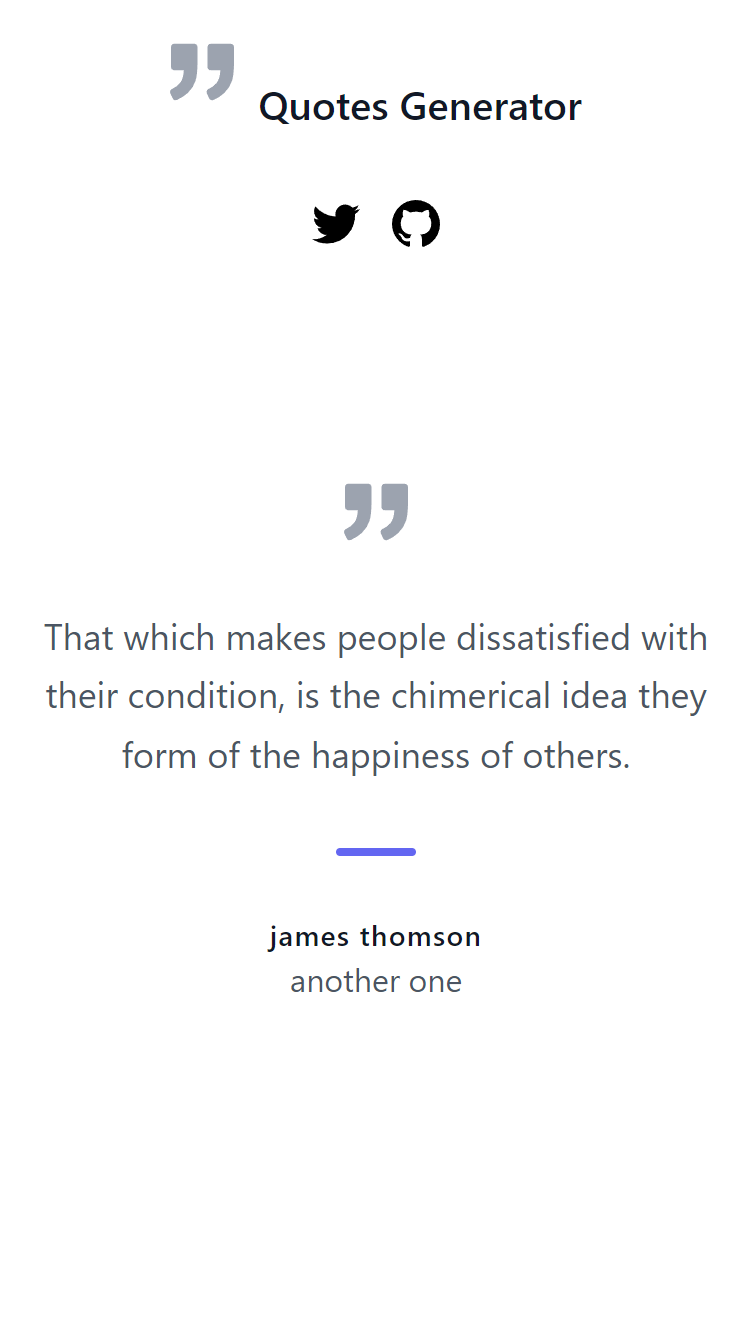 Quotes Generator
That which makes people dissatisfied with
their condition, is the chimerical idea they
form of the happiness of others.
james thomson
another one